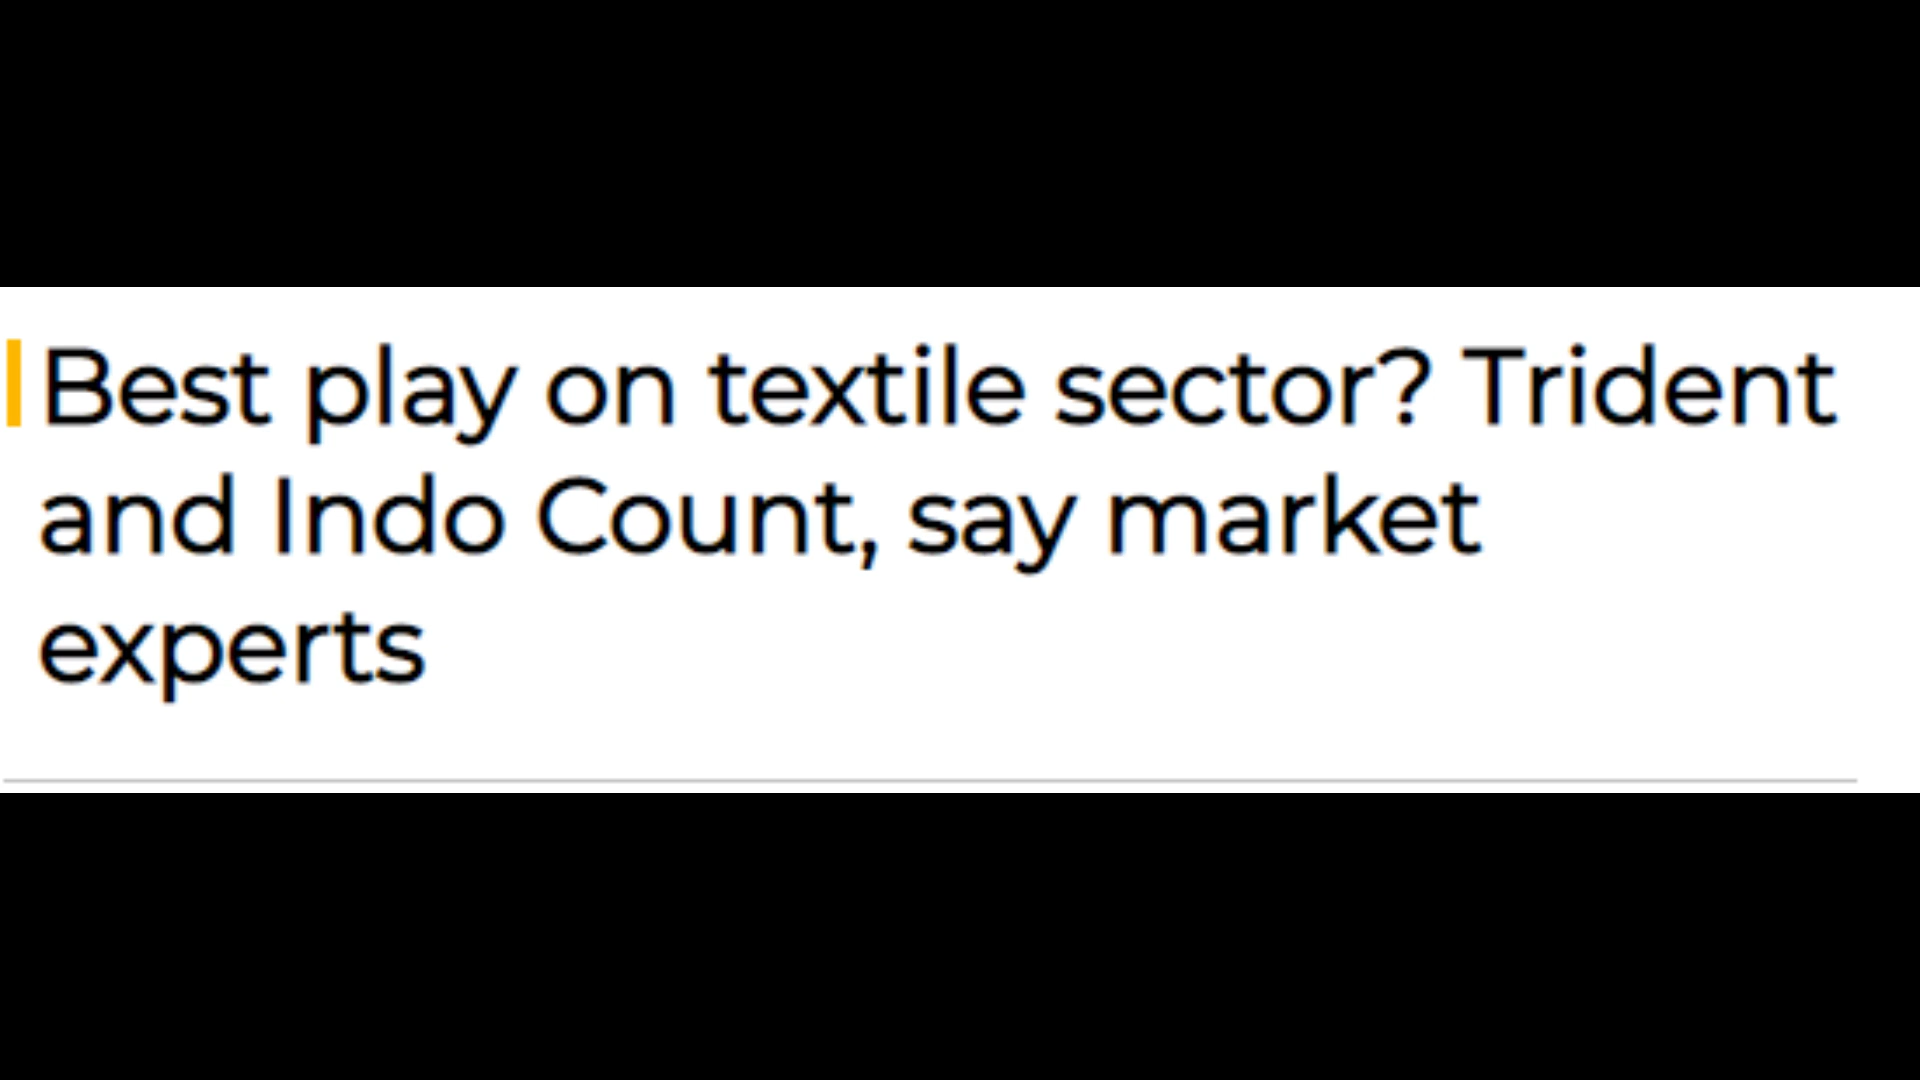 Best play on textile sector? Trident
and Indo Count, say market
experts